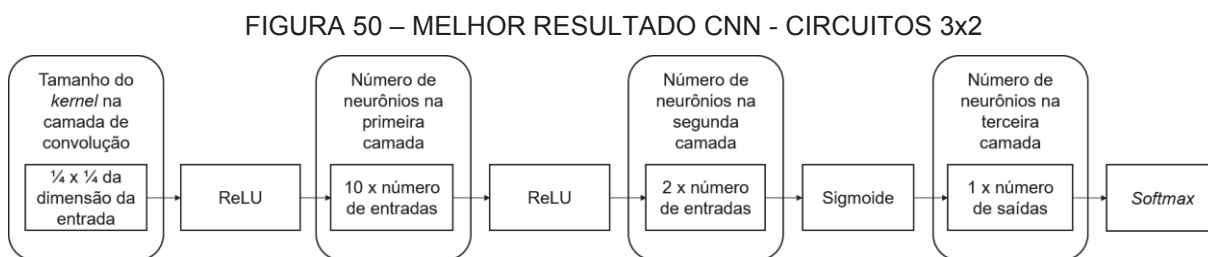 FIGURA 50 – MELHOR RESULTADO CNN - CIRCUITOS 3x2
Tamanho do
kernel na
camada de
convolução
¼ x ¼ da
dimensão da
entrada
ReLU
Número de
neurônios na
primeira
camada
10 x número
de entradas
ReLU
Número de
neurônios na
segunda
camada
2 x número
de entradas
Sigmoide
Número de
neurônios na
terceira
camada
1 x número
de saídas
Softmax